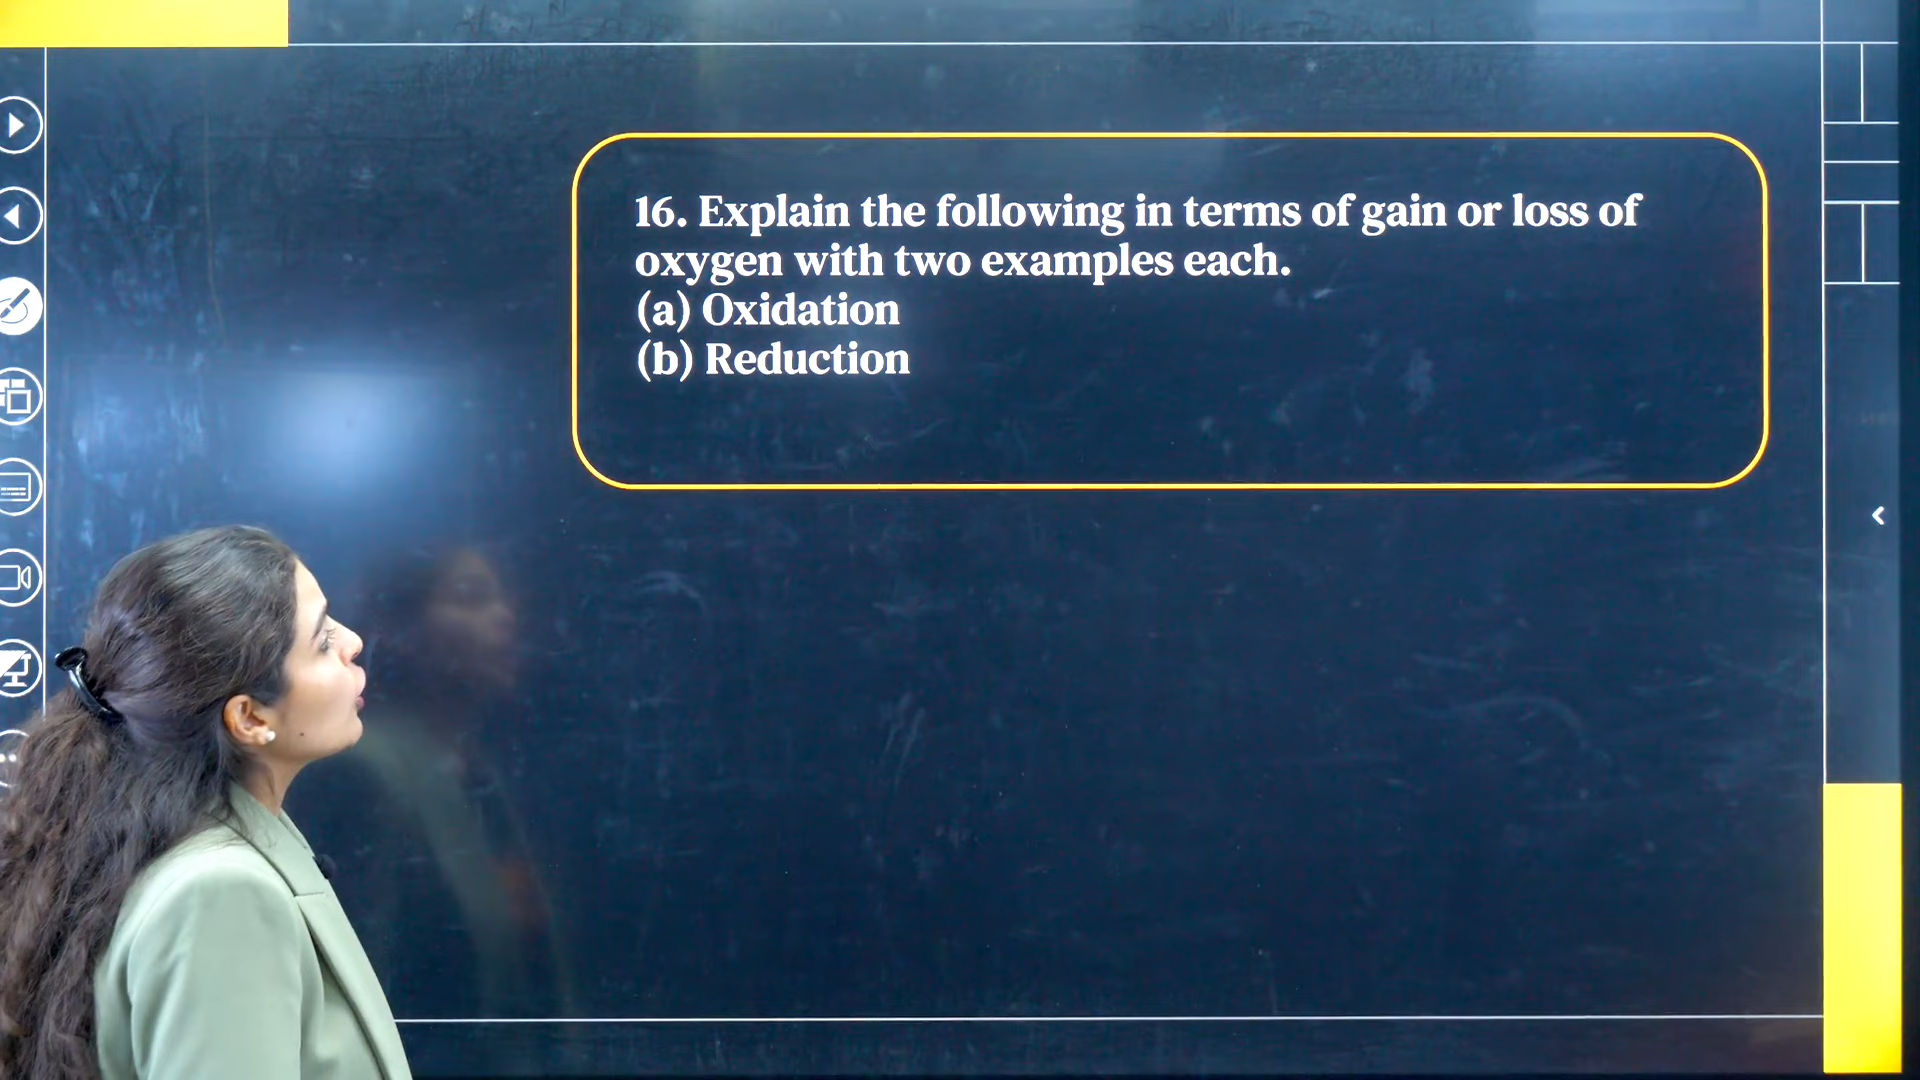 16. Explain the following in terms of gain or loss of
oxygen with two examples each.
(a) Oxidation
(b) Reduction